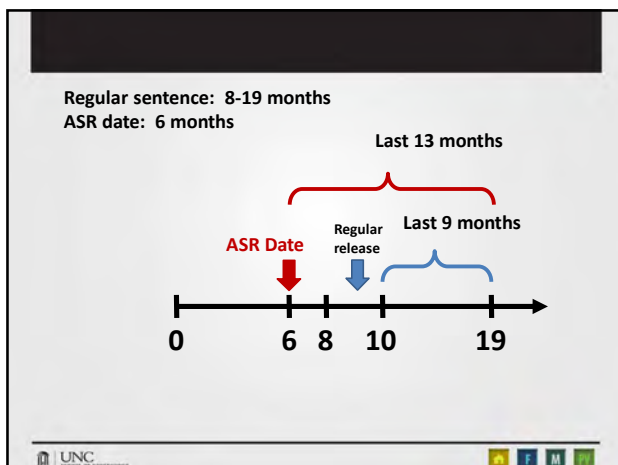 Regular sentence: 8-19 months
ASR date: 6 months
Last 13 months
Last 9 months
Regular
release
ASR Date
0 6 8 10 19
UNC
F M PV